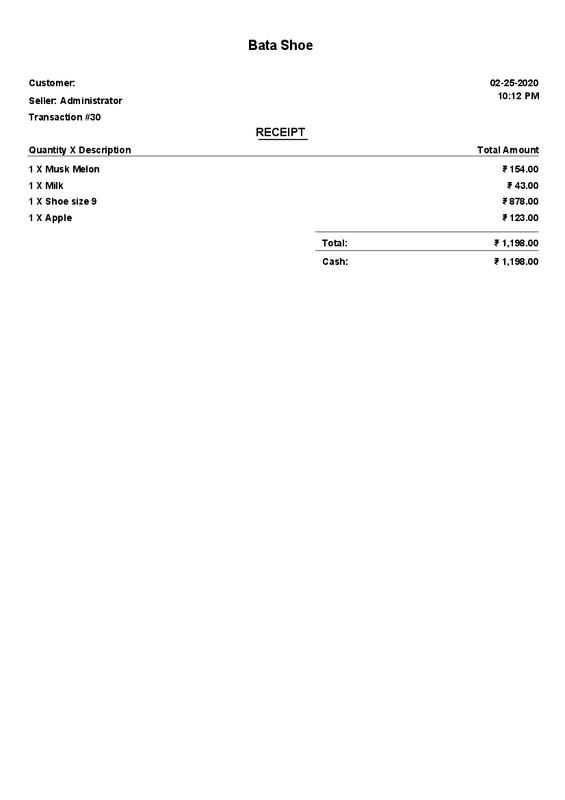 Bata Shoe
Customer: 02-25-2020
Seller: Administrator 10:12 PM
Transaction #30
RECEIPT
Quantity X Description Total Amount
1 X Musk Melon ₹ 154.00
1 X Milk ₹ 43.00
1 X Shoe size 9 ₹ 878.00
1 X Apple ₹ 123.00
Total: ₹ 1,198.00
Cash: ₹ 1,198.00